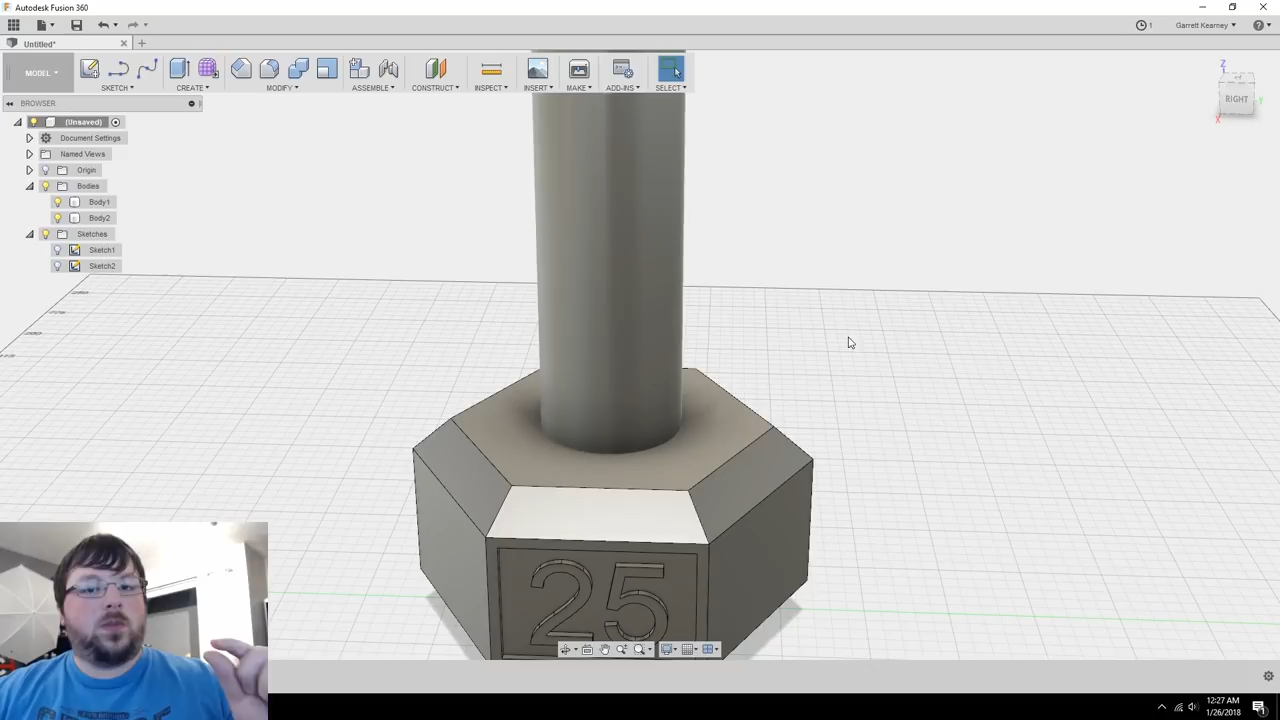 Autodesk Fusion 360
1
Garrett Kearney
Untitled*
MODEL
SKETCH
CREATE
MODIFY
ASSEMBLE
CONSTRUCT
INSPECT
INSERT
MAKE
ADD-INS
SELECT
BROWSER
(Unsaved)
Document Settings
Named Views
Origin
Bodies
Body1
Body2
Sketches
Sketch1
Sketch2
Z
RIGHT
Y
X
25
12:27 AM
1/26/2018
1